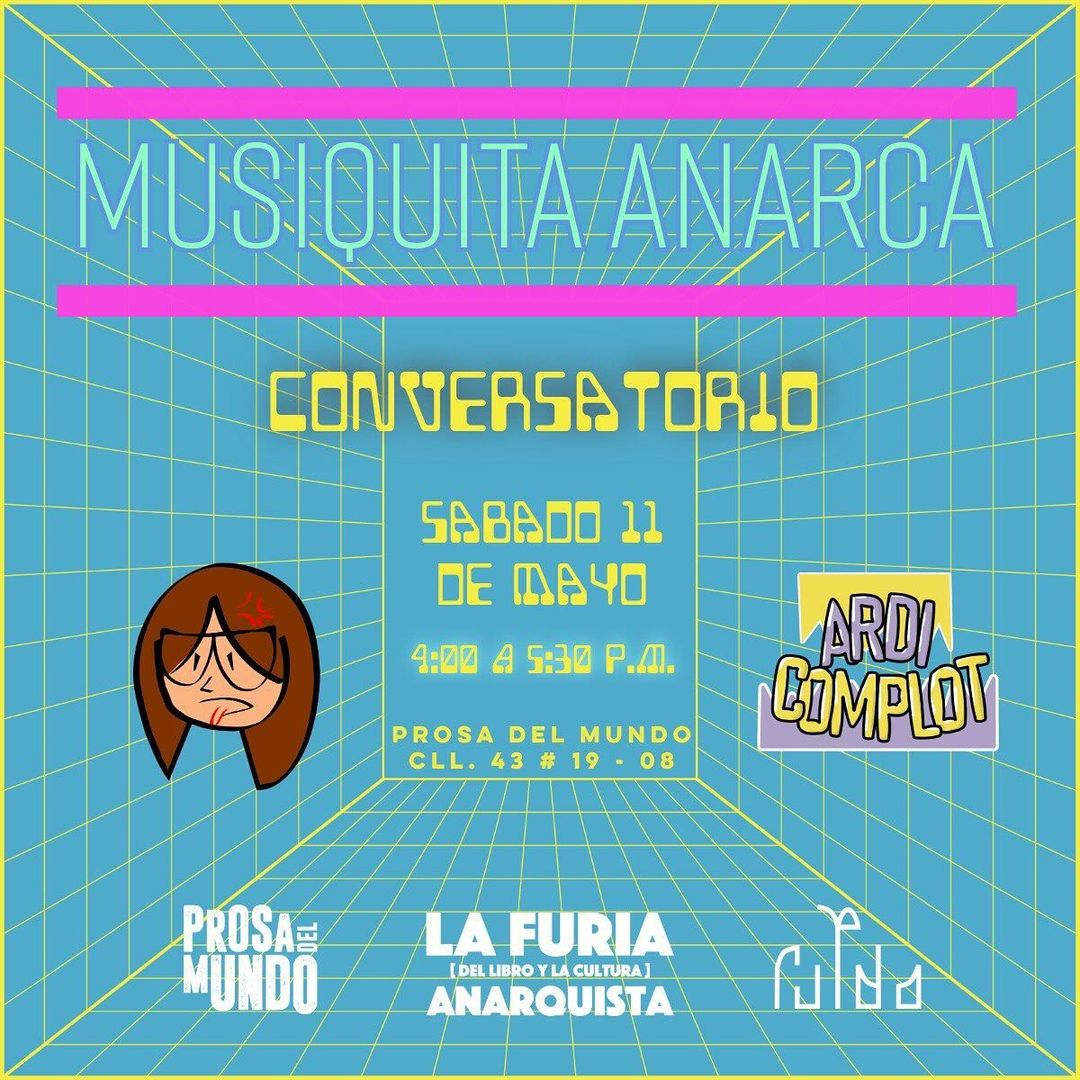 MUSIQUITA ANARCA
CONVERSATORIO
SABADO 11
DE MAYO
4:00 A 5:30 P.M.
PROSA DEL MUNDO
CLL. 43 # 19 - 08
ARDI
COMPLOT
PROSA DEL
MUNDO
LA FURIA
[ DEL LIBRO Y LA CULTURA ]
ANARQUISTA